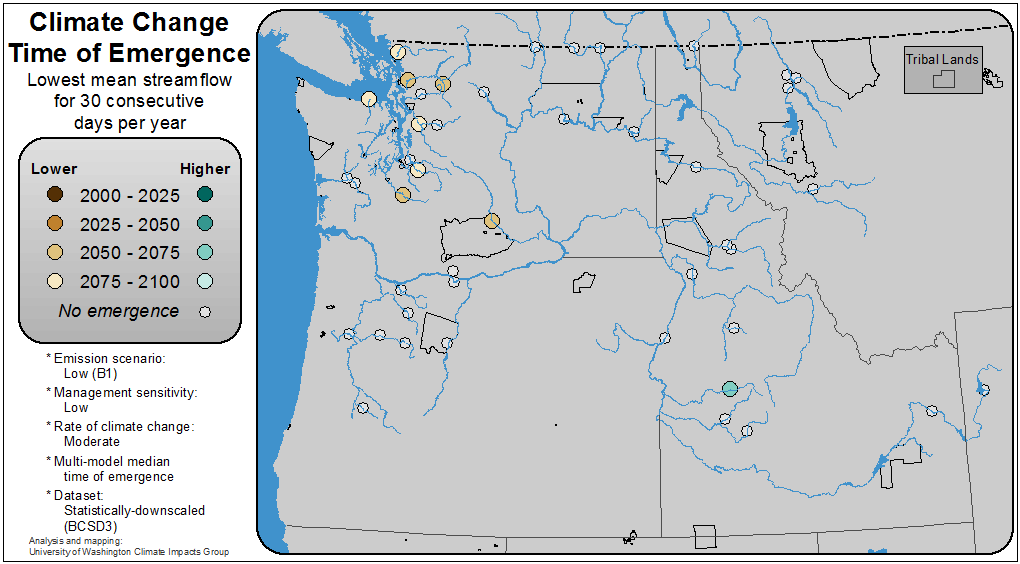 Climate Change
Time of Emergence
Lowest mean streamflow
for 30 consecutive
days per year
Lower Higher
2000 - 2025
2025 - 2050
2050 - 2075
2075 - 2100
No emergence
* Emission scenario:
Low (B1)
* Management sensitivity:
Low
* Rate of climate change:
Moderate
* Multi-model median
time of emergence
* Dataset:
Statistically-downscaled
(BCSD3)
Analysis and mapping:
University of Washington Climate Impacts Group
Tribal Lands